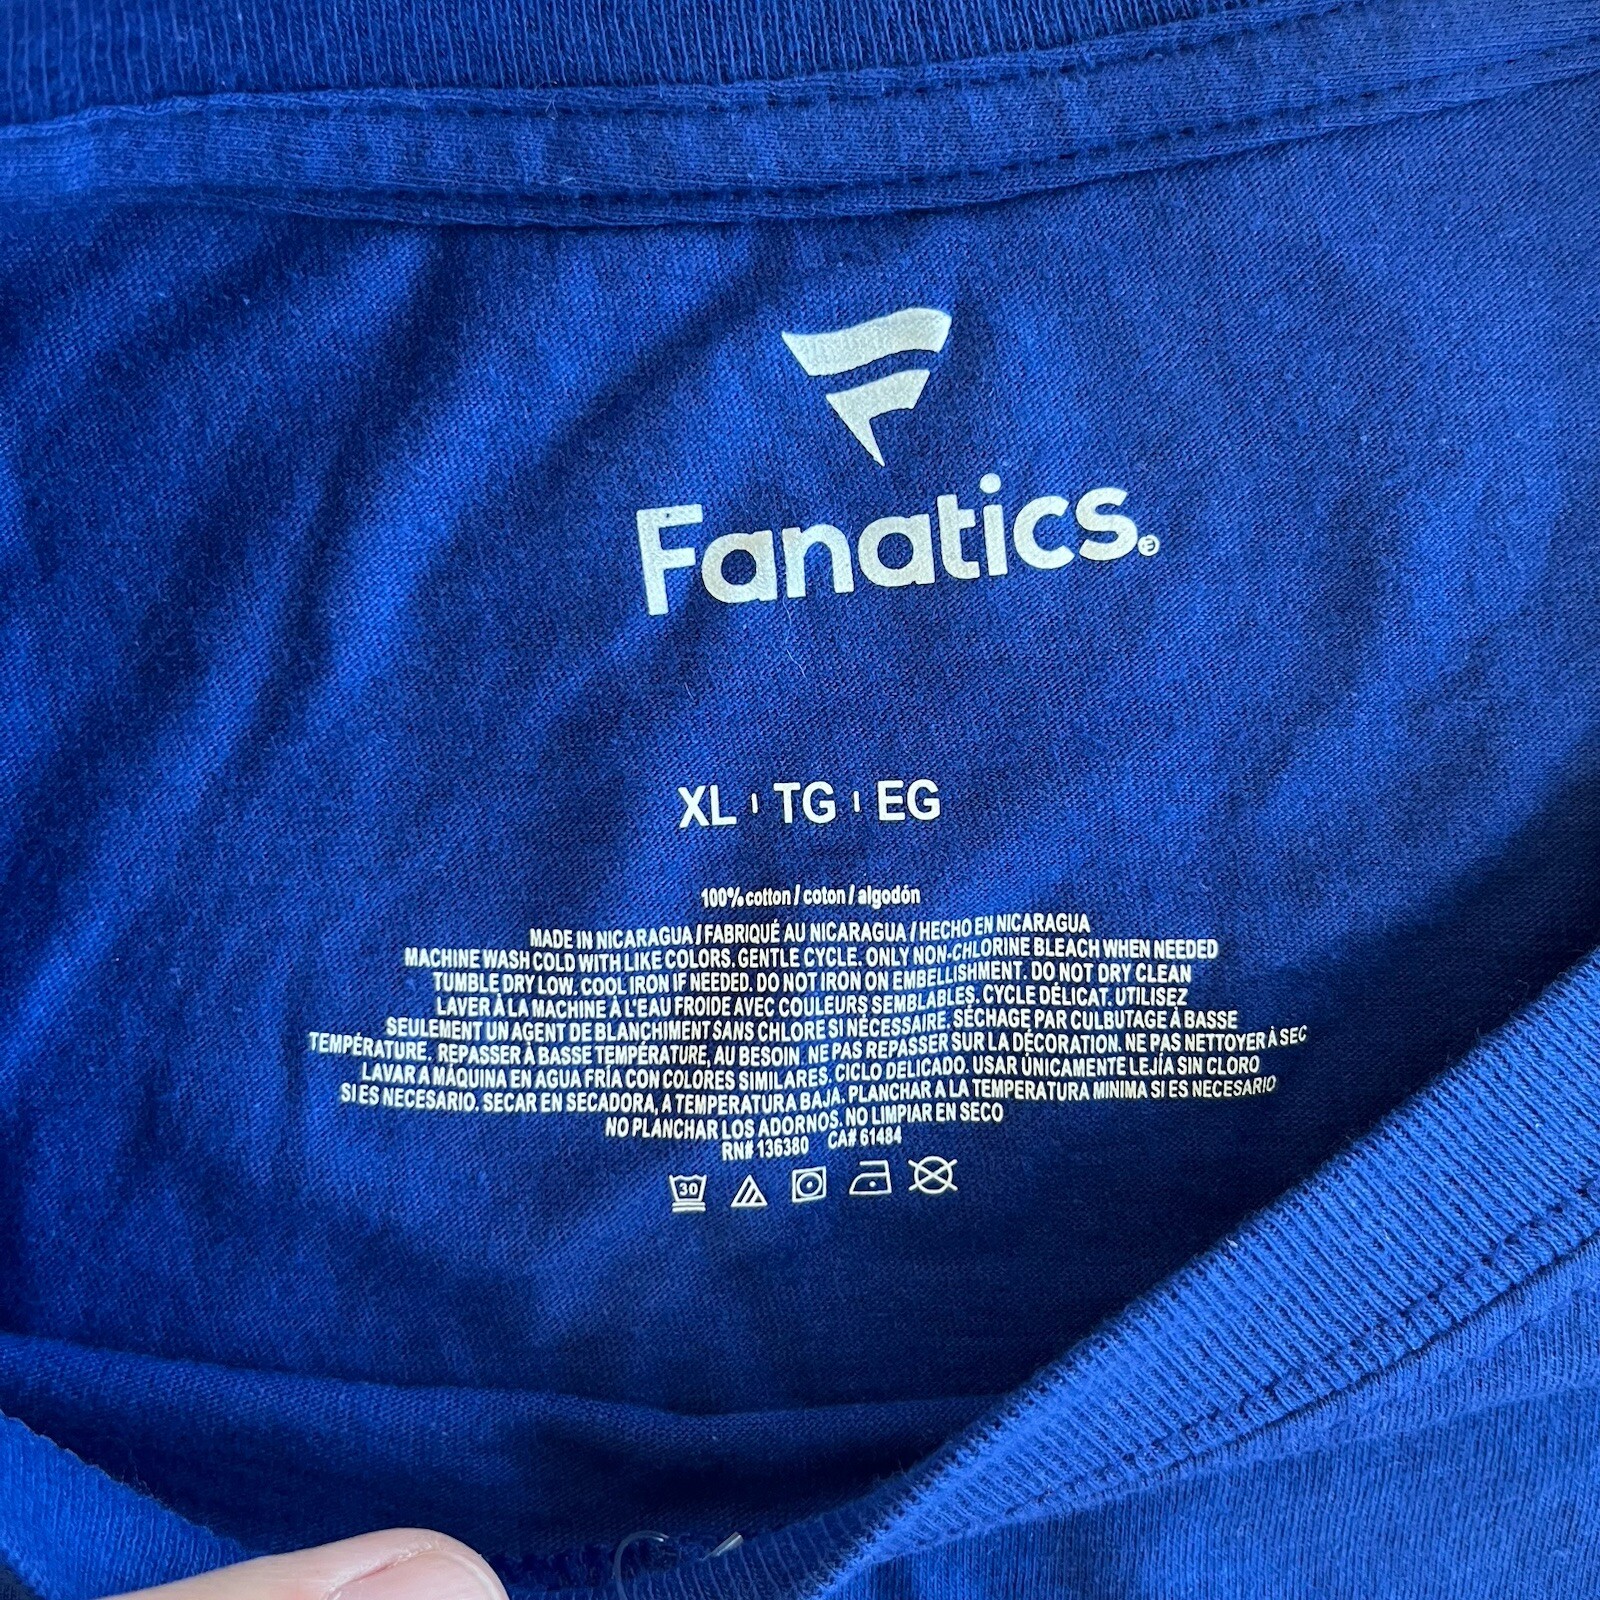 Fanatics®
XL | TG | EG
100% cotton / coton / algodón
MADE IN NICARAGUA / FABRIQUÉ AU NICARAGUA / HECHO EN NICARAGUA
MACHINE WASH COLD WITH LIKE COLORS. GENTLE CYCLE. ONLY NON-CHLORINE BLEACH WHEN NEEDED
TUMBLE DRY LOW. COOL IRON IF NEEDED. DO NOT IRON ON EMBELLISHMENT. DO NOT DRY CLEAN
LAVER À LA MACHINE À L'EAU FROIDE AVEC COULEURS SEMBLABLES. CYCLE DÉLICAT. UTILISEZ
SEULEMENT UN AGENT DE BLANCHIMENT SANS CHLORE SI NÉCESSAIRE. SÉCHAGE PAR CULBUTAGE À BASSE
TEMPÉRATURE. REPASSER À BASSE TEMPÉRATURE, AU BESOIN. NE PAS REPASSER SUR LA DÉCORATION. NE PAS NETTOYER À SEC
LAVAR A MÁQUINA EN AGUA FRÍA CON COLORES SIMILARES. CICLO DELICADO. USAR ÚNICAMENTE LEJÍA SIN CLORO
SI ES NECESARIO. SECAR EN SECADORA, A TEMPERATURA BAJA. PLANCHAR A LA TEMPERATURA MINIMA SI ES NECESARIO
NO PLANCHAR LOS ADORNOS. NO LIMPIAR EN SECO
RN# 136380 CA# 61484
30